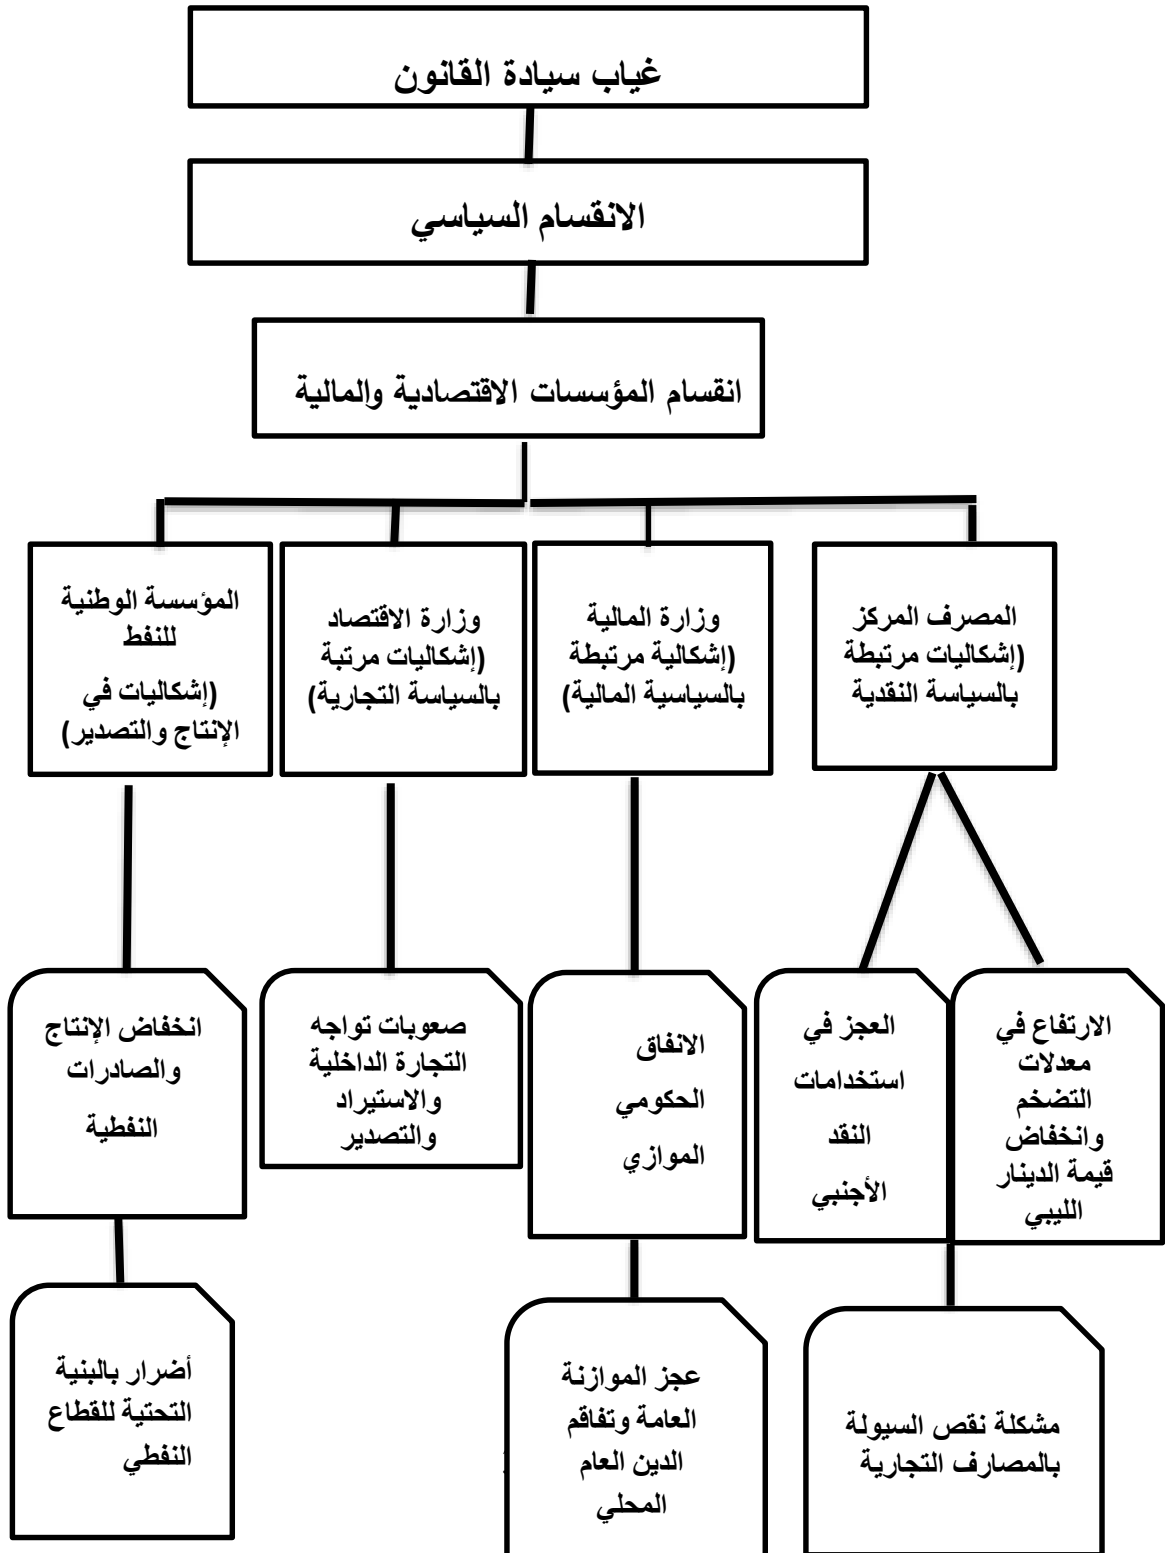 غياب سيادة القانون
الانقسام السياسي
انقسام المؤسسات الاقتصادية والمالية
المصرف المركز
(إشكاليات مرتبطة
بالسياسة النقدية
وزارة المالية
(إشكالية مرتبطة
بالسياسية المالية)
وزارة الاقتصاد
(إشكاليات مرتبة
بالسياسة التجارية)
المؤسسة الوطنية
للنفط
(إشكاليات في
الإنتاج والتصدير)
الارتفاع في
معدلات
التضخم
وانخفاض
قيمة الدينار
الليبي
العجز في
استخدامات
النقد
الأجنبي
الانفاق
الحكومي
الموازي
صعوبات تواجه
التجارة الداخلية
والاستيراد
والتصدير
انخفاض الإنتاج
والصادرات
النفطية
مشكلة نقص السيولة
بالمصارف التجارية
عجز الموازنة
العامة وتفاقم
الدين العام
المحلي
أضرار بالبنية
التحتية للقطاع
النفطي